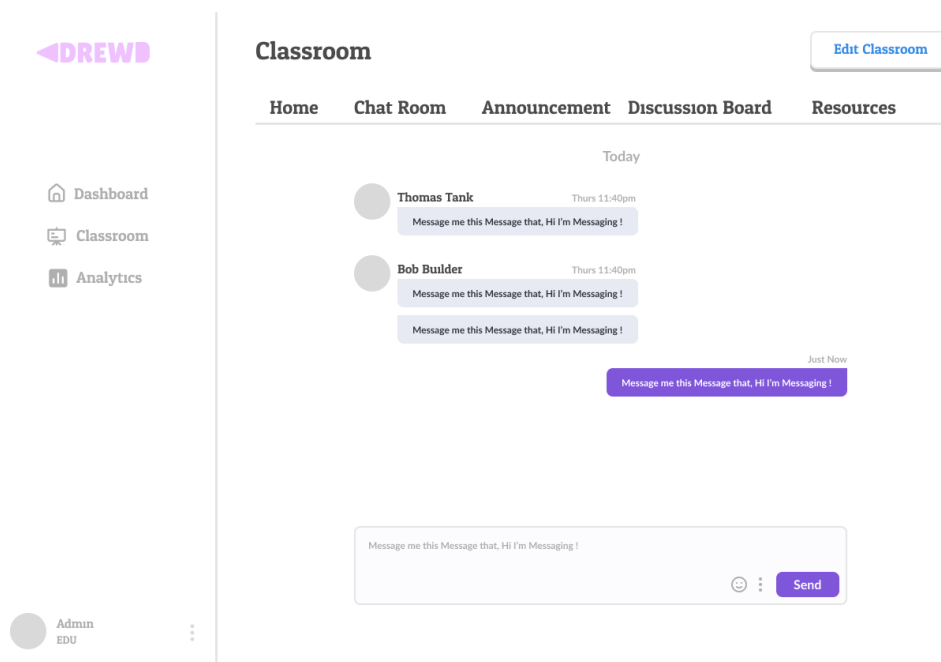 DREWD
Classroom
Edit Classroom
Home Chat Room Announcement Discussion Board Resources
Dashboard
Classroom
Analytics
Today
Thomas Tank Thurs 11:40pm
Message me this Message that, Hi I'm Messaging !
Bob Builder Thurs 11:40pm
Message me this Message that, Hi I'm Messaging !
Message me this Message that, Hi I'm Messaging !
Just Now
Message me this Message that, Hi I'm Messaging !
Message me this Message that, Hi I'm Messaging !
Send
Admin
EDU